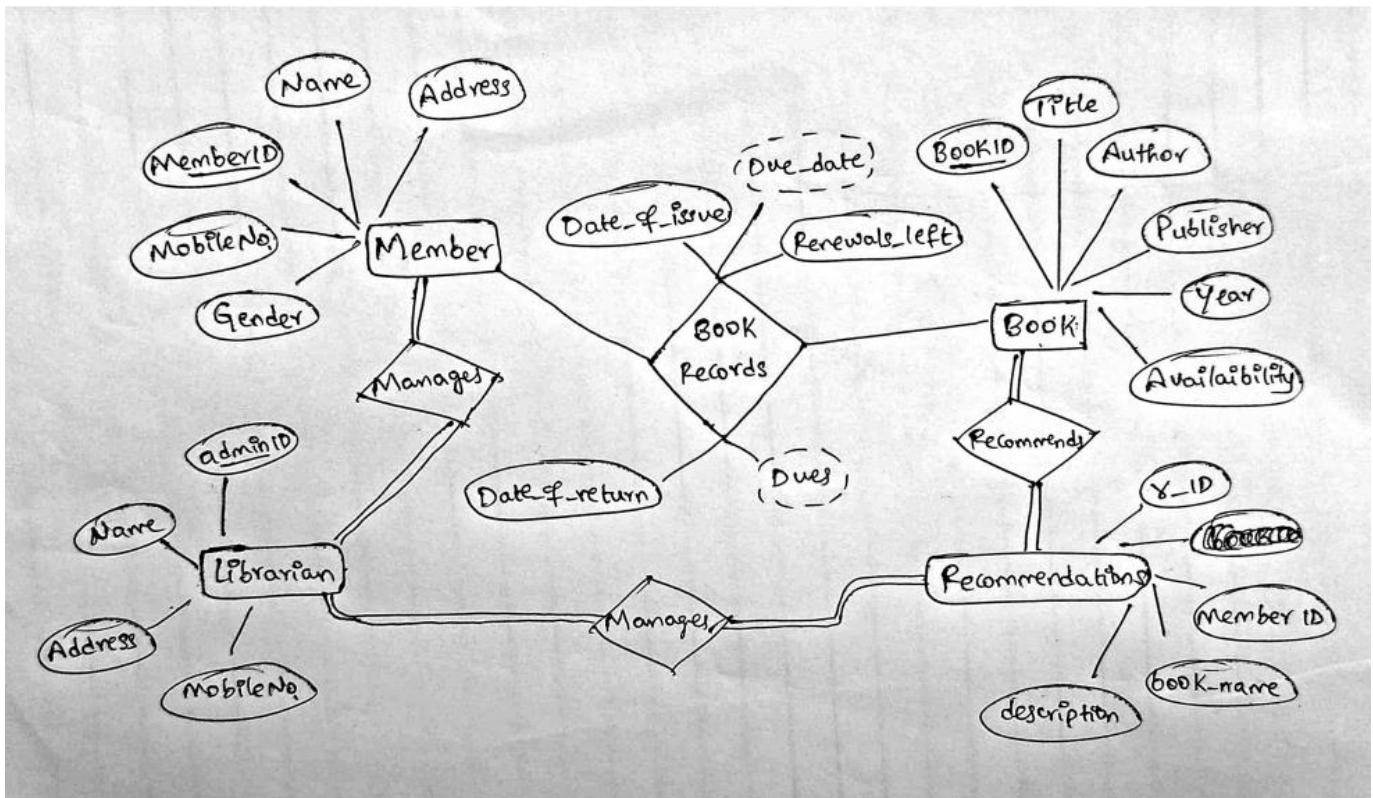 Name
Address
MemberID
MobileNo.
Gender
Member
Due_date
Date_of_issue
Renewals_left
Title
BookID
Author
Publisher
Year
Availaibility
Book
Book
Records
Manages
Date_of_return
Dues
Recommends
adminID
Name
Librarian
Address
MobileNo.
Manages
Recommendations
r_ID
Member ID
book_name
description